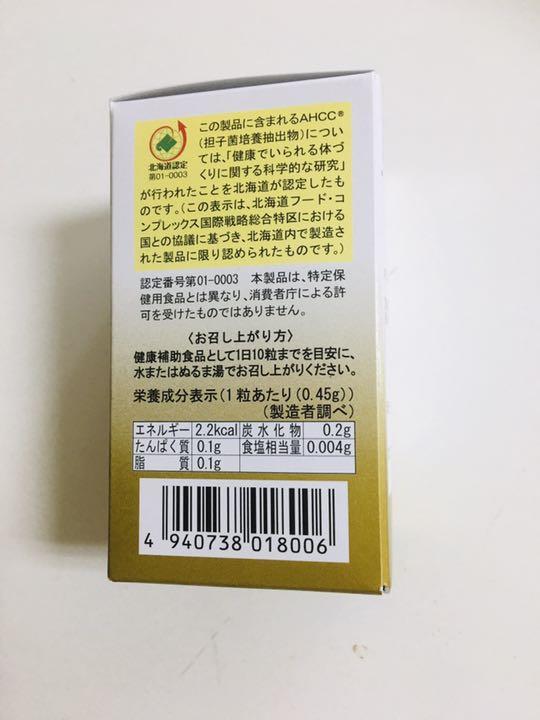 この製品に含まれるAHCC®
(担子菌培養抽出物)につい
ては、「健康でいられる体づ
くりに関する科学的な研究」
が行われたことを北海道が認定したも
のです。(この表示は、北海道フード・コ
ンプレックス国際戦略総合特区における
国との協議に基づき、北海道内で製造さ
れた製品に限り認められたものです。)
北海道認定
第01-0003
認定番号第01-0003 本製品は、特定保
健用食品とは異なり、消費者庁による許
可を受けたものではありません。
〈お召し上がり方〉
健康補助食品として1日10粒までを目安に、
水またはぬるま湯でお召し上がりください。
栄養成分表示(1粒あたり(0.45g))
(製造者調べ)
エネルギー 2.2kcal 炭水化物 0.2g
たんぱく質 0.1g 食塩相当量 0.004g
脂質 0.1g
4 940738 018006